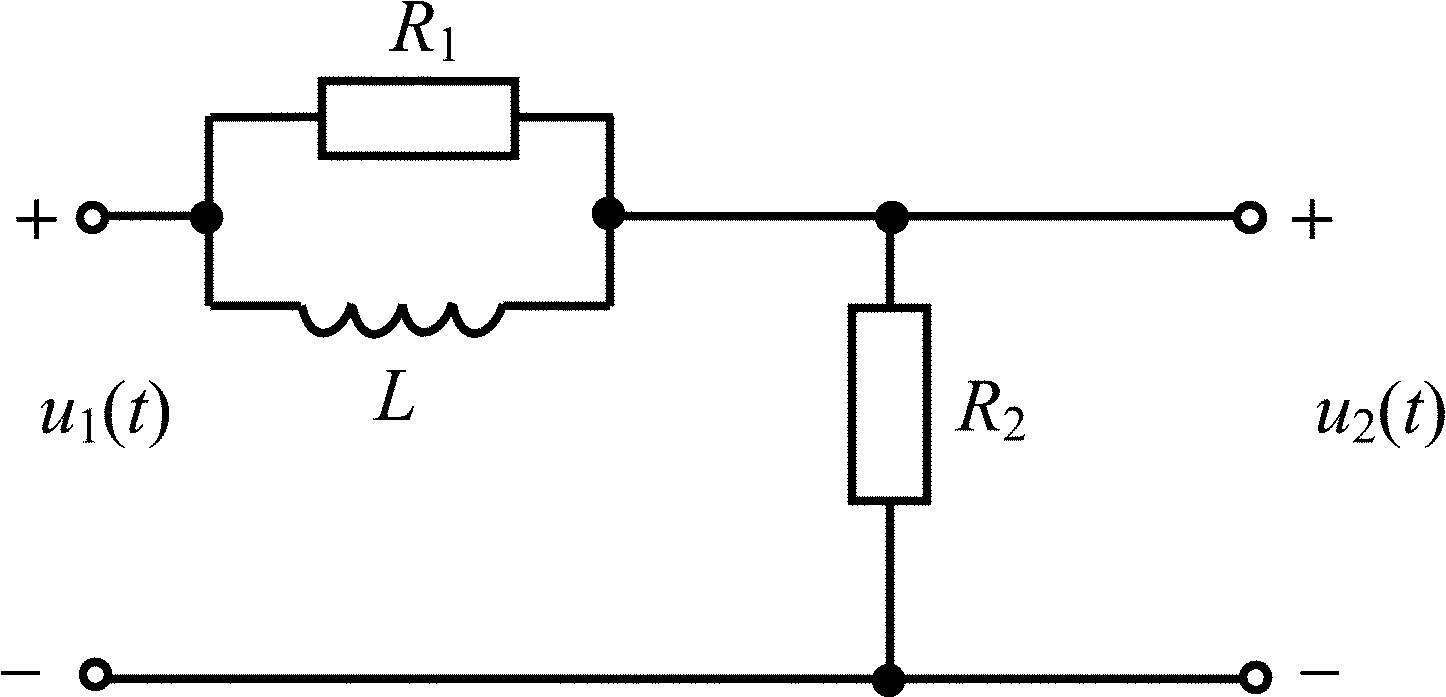 R1
+ +
u1(t) L R2 u2(t)
− −